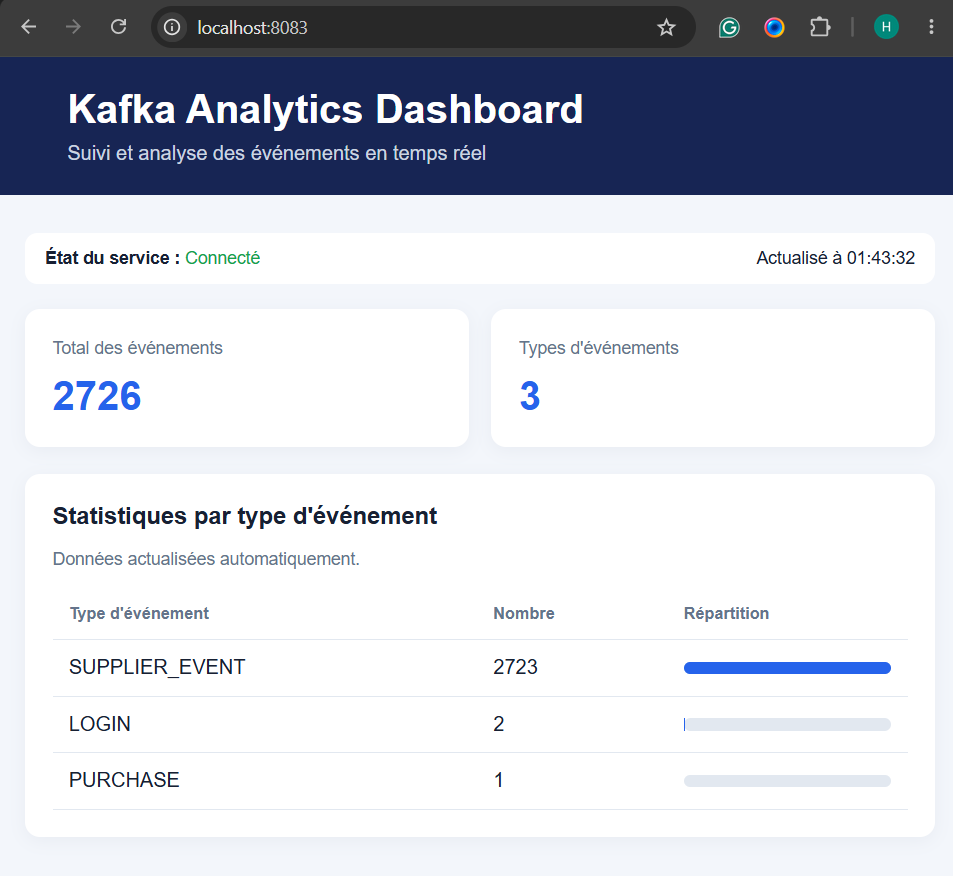 localhost:8083
H
Kafka Analytics Dashboard
Suivi et analyse des événements en temps réel
État du service : Connecté
Actualisé à 01:43:32
Total des événements
2726
Types d'événements
3
Statistiques par type d'événement
Données actualisées automatiquement.
Type d'événement Nombre Répartition
SUPPLIER_EVENT 2723
LOGIN 2
PURCHASE 1